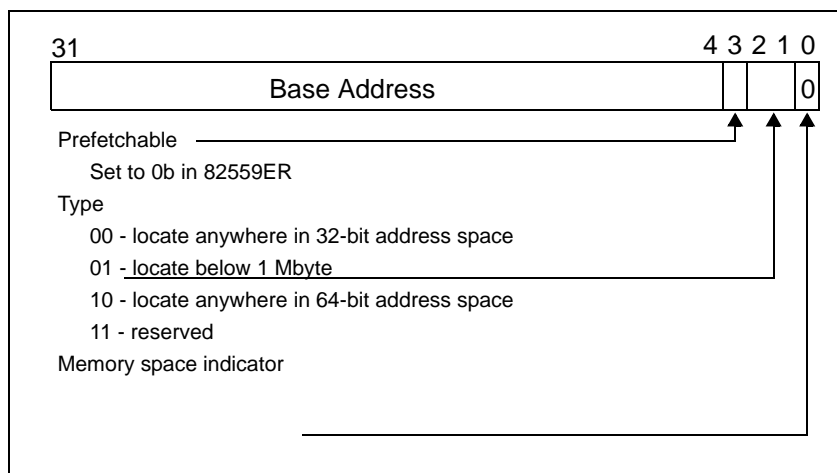 31 4 3 2 1 0
Base Address 0
Prefetchable
Set to 0b in 82559ER
Type
00 - locate anywhere in 32-bit address space
01 - locate below 1 Mbyte
10 - locate anywhere in 64-bit address space
11 - reserved
Memory space indicator